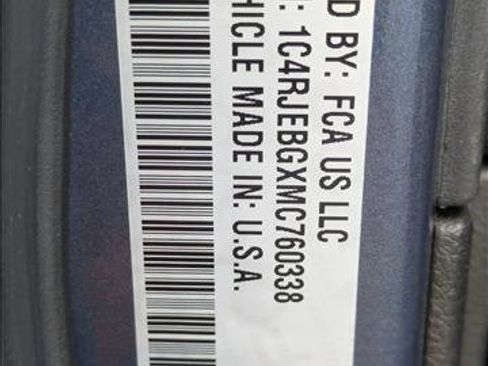 D BY: FCA US LLC
: 1C4RJEBGXMC760338
HICLE MADE IN: U.S.A.